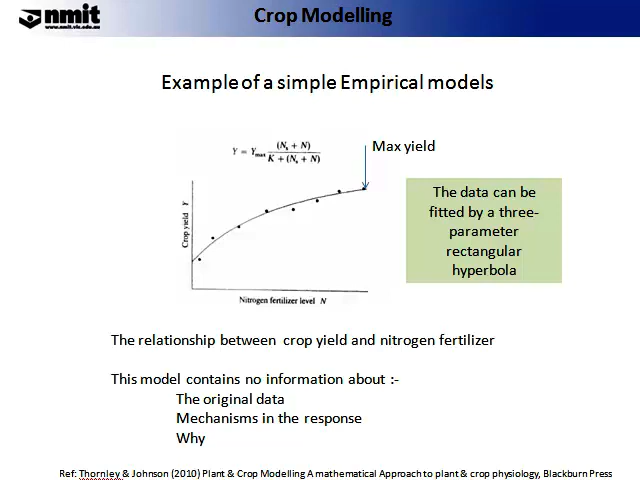 nmit
www.nmit.vic.edu.au
Crop Modelling
Example of a simple Empirical models
Y = Ymax (Ns + N) / K + (Ns + N)
Max yield
Crop yield Y
Nitrogen fertilizer level N
The data can be
fitted by a three-
parameter
rectangular
hyperbola
The relationship between crop yield and nitrogen fertilizer
This model contains no information about :-
The original data
Mechanisms in the response
Why
Ref: Thornley & Johnson (2010) Plant & Crop Modelling A mathematical Approach to plant & crop physiology, Blackburn Press